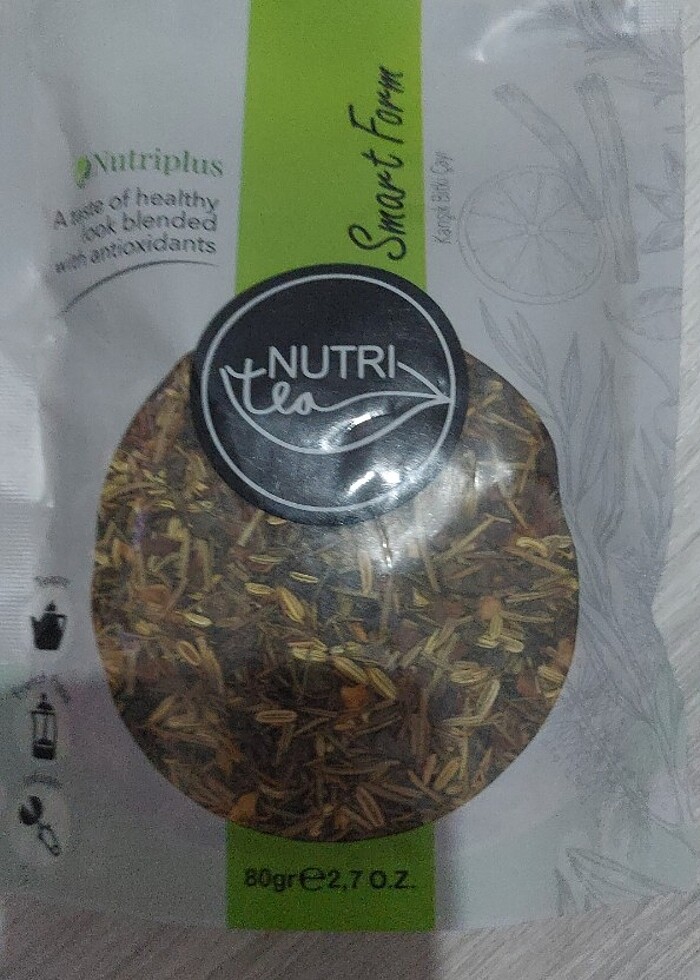 Nutriplus
A taste of healthy
look blended
with antioxidants
Smart Form
Karışık Bitki Çayı
NUTRI
tea
80gr℮2,7 O.Z.